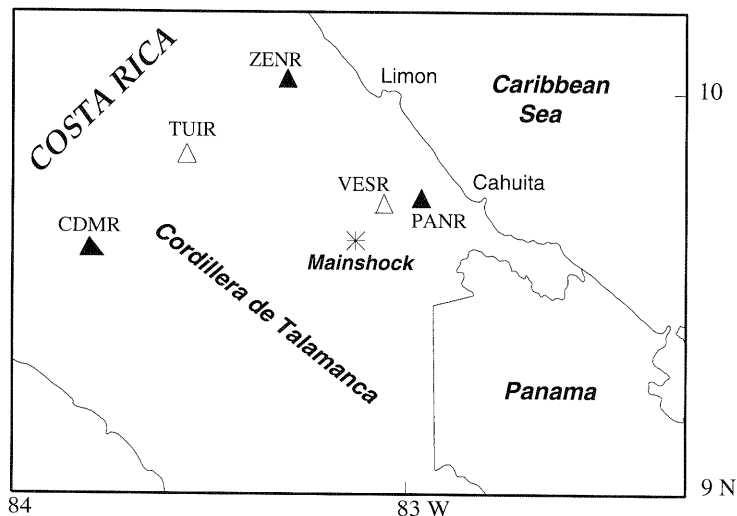 COSTA RICA
ZENR
Limon
Caribbean
Sea
10
TUIR
VESR
Cahuita
PANR
CDMR
Mainshock
Cordillera de Talamanca
Panama
9 N
84
83 W